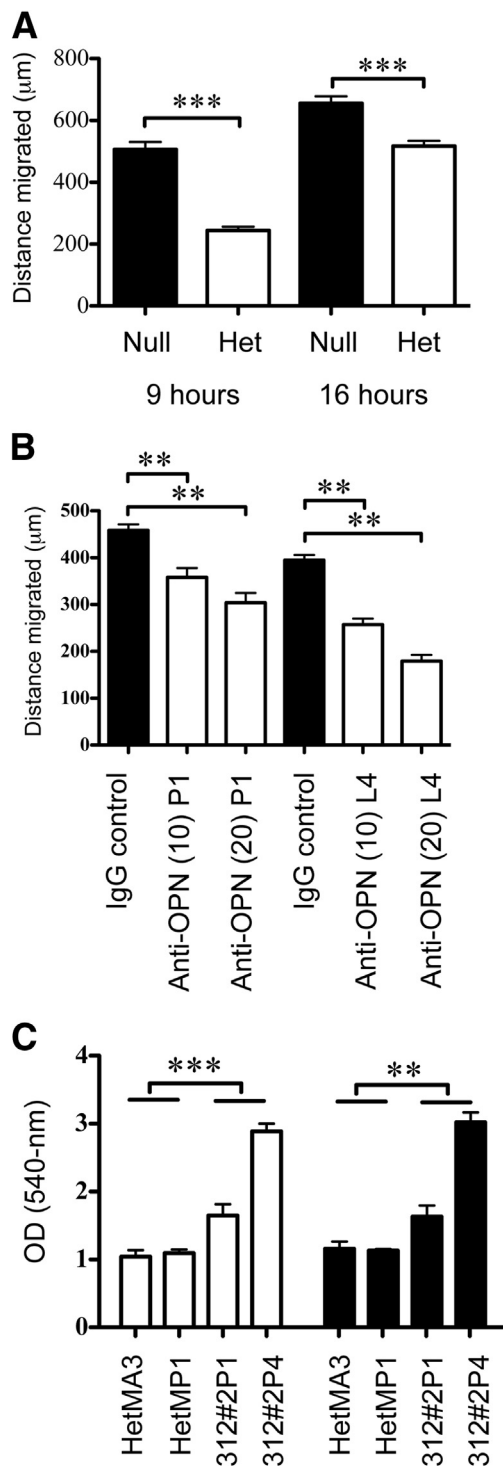 A
Distance migrated (μm)
800
600
400
200
0
***
***
Null Het Null Het
9 hours 16 hours
B
Distance migrated (μm)
500
400
300
200
100
0
**
**
**
**
IgG control
Anti-OPN (10) P1
Anti-OPN (20) P1
IgG control
Anti-OPN (10) L4
Anti-OPN (20) L4
C
OD (540-nm)
4
3
2
1
0
***
**
HetMA3
HetMP1
312#2P1
312#2P4
HetMA3
HetMP1
312#2P1
312#2P4